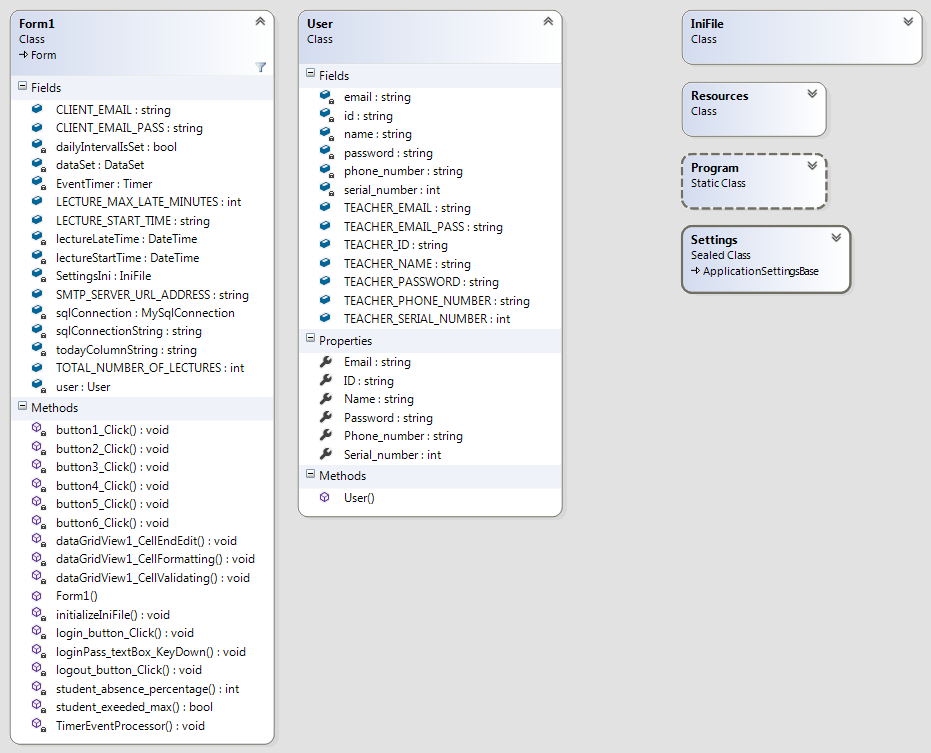 Form1
Class
Form
Fields
CLIENT_EMAIL : string
CLIENT_EMAIL_PASS : string
dailyIntervalIsSet : bool
dataSet : DataSet
EventTimer : Timer
LECTURE_MAX_LATE_MINUTES : int
LECTURE_START_TIME : string
lectureLateTime : DateTime
lectureStartTime : DateTime
SettingsIni : IniFile
SMTP_SERVER_URL_ADDRESS : string
sqlConnection : MySqlConnection
sqlConnectionString : string
todayColumnString : string
TOTAL_NUMBER_OF_LECTURES : int
user : User
Methods
button1_Click() : void
button2_Click() : void
button3_Click() : void
button4_Click() : void
button5_Click() : void
button6_Click() : void
dataGridView1_CellEndEdit() : void
dataGridView1_CellFormatting() : void
dataGridView1_CellValidating() : void
Form1()
initializeIniFile() : void
login_button_Click() : void
loginPass_textBox_KeyDown() : void
logout_button_Click() : void
student_absence_percentage() : int
student_exeeded_max() : bool
TimerEventProcessor() : void
User
Class
Fields
email : string
id : string
name : string
password : string
phone_number : string
serial_number : int
TEACHER_EMAIL : string
TEACHER_EMAIL_PASS : string
TEACHER_ID : string
TEACHER_NAME : string
TEACHER_PASSWORD : string
TEACHER_PHONE_NUMBER : string
TEACHER_SERIAL_NUMBER : int
Properties
Email : string
ID : string
Name : string
Password : string
Phone_number : string
Serial_number : int
Methods
User()
IniFile
Class
Resources
Class
Program
Static Class
Settings
Sealed Class
ApplicationSettingsBase